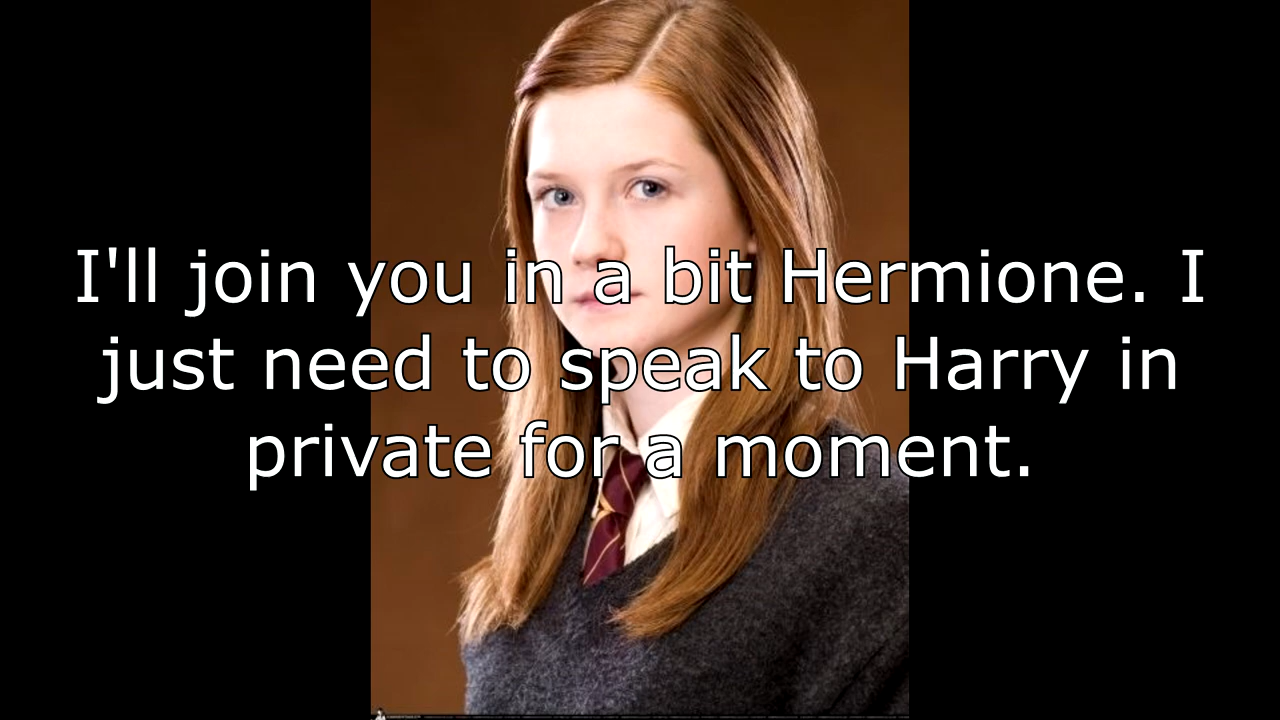 I'll join you in a bit Hermione. I
just need to speak to Harry in
private for a moment.